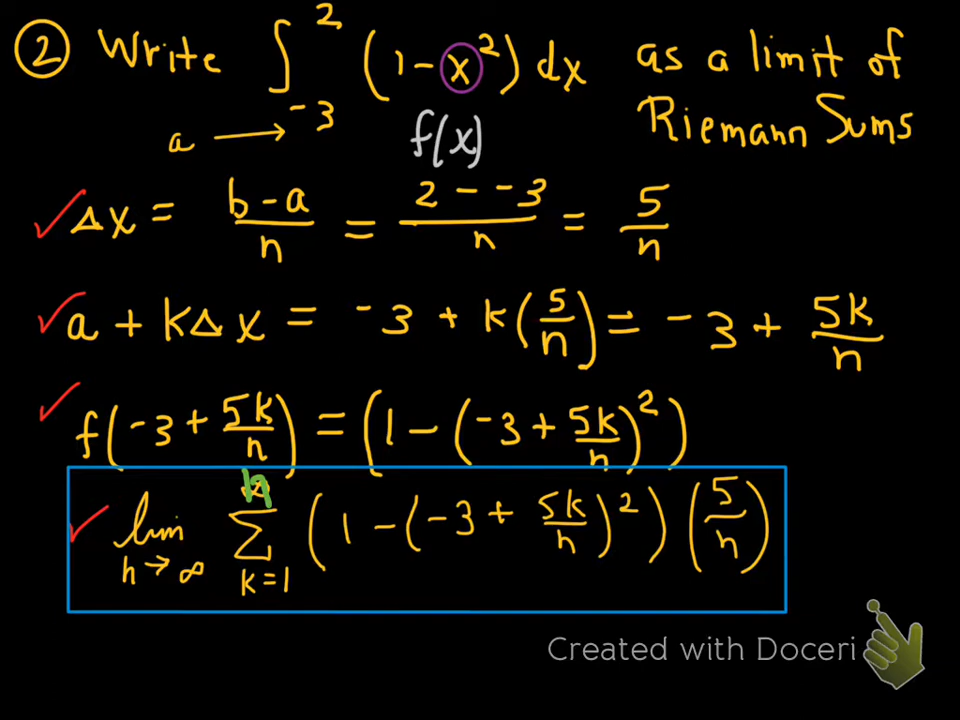 ② Write ∫_{-3}^{2} (1 - x²) dx as a limit of Riemann Sums
a → f(x)
✓ Δx = (b - a)/n = (2 - -3)/n = 5/n
✓ a + kΔx = -3 + k(5/n) = -3 + 5k/n
✓ f(-3 + 5k/n) = (1 - (-3 + 5k/n)²)
✓ lim_{n→∞} Σ_{k=1}^{n} (1 - (-3 + 5k/n)²)(5/n)
Created with Doceri